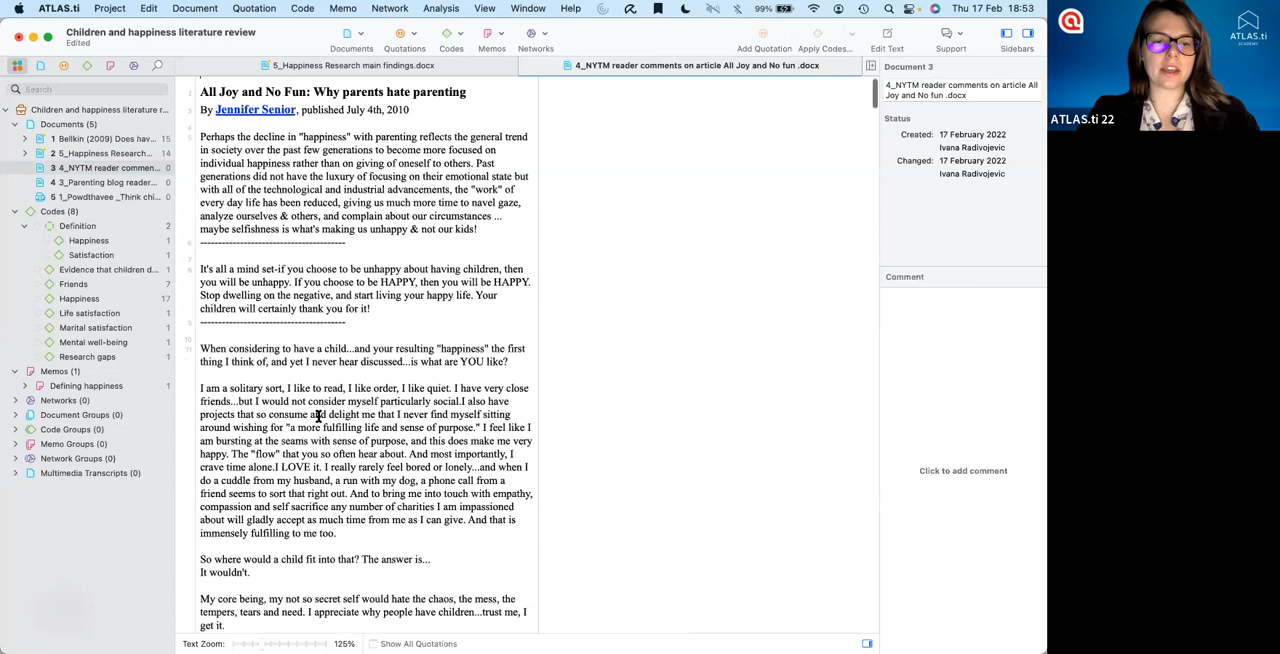 ATLAS.ti Project Edit Document Quotation Code Memo Network Analysis View Window Help 99% Thu 17 Feb 18:53
Children and happiness literature review
Edited
Documents Quotations Codes Memos Networks Add Quotation Apply Codes... Edit Text Support Sidebars
5_Happiness Research main findings.docx
4_NYTM reader comments on article All Joy and No fun .docx
Search
Children and happiness literature r...
Documents (5)
1 Bellkin (2009) Does hav... 15
2 5_Happiness Research... 14
3 4_NYTM reader commen... 0
4 3_Parenting blog reader... 0
5 1_Powdthavee _Think chi... 0
Codes (8)
Definition 2
Happiness 1
Satisfaction 1
Evidence that children d... 1
Friends 7
Happiness 17
Life satisfaction 1
Marital satisfaction 1
Mental well-being 1
Research gaps 1
Memos (1)
Defining happiness 1
Networks (0)
Document Groups (0)
Code Groups (0)
Memo Groups (0)
Network Groups (0)
Multimedia Transcripts (0)
2 All Joy and No Fun: Why parents hate parenting
3 By Jennifer Senior, published July 4th, 2010
4
5 Perhaps the decline in "happiness" with parenting reflects the general trend
in society over the past few generations to become more focused on
individual happiness rather than on giving of oneself to others. Past
generations did not have the luxury of focusing on their emotional state but
with all of the technological and industrial advancements, the "work" of
every day life has been reduced, giving us much more time to navel gaze,
analyze ourselves & others, and complain about our circumstances ...
maybe selfishness is what's making us unhappy & not our kids!
6 ----------------------------------------
7
8 It's all a mind set-if you choose to be unhappy about having children, then
you will be unhappy. If you choose to be HAPPY, then you will be HAPPY.
Stop dwelling on the negative, and start living your happy life. Your
children will certainly thank you for it!
9 ----------------------------------------
10
11 When considering to have a child...and your resulting "happiness" the first
thing I think of, and yet I never hear discussed...is what are YOU like?
I am a solitary sort, I like to read, I like order, I like quiet. I have very close
friends...but I would not consider myself particularly social.I also have
projects that so consume and delight me that I never find myself sitting
around wishing for "a more fulfilling life and sense of purpose." I feel like I
am bursting at the seams with sense of purpose, and this does make me very
happy. The "flow" that you so often hear about. And most importantly, I
crave time alone.I LOVE it. I really rarely feel bored or lonely...and when I
do a cuddle from my husband, a run with my dog, a phone call from a
friend seems to sort that right out. And to bring me into touch with empathy,
compassion and self sacrifice any number of charities I am impassioned
about will gladly accept as much time from me as I can give. And that is
immensely fulfilling to me too.
So where would a child fit into that? The answer is...
It wouldn't.
My core being, my not so secret self would hate the chaos, the mess, the
tempers, tears and need. I appreciate why people have children...trust me, I
get it.
Text Zoom: 125% Show All Quotations
Document 3
4_NYTM reader comments on article All
Joy and No fun .docx
Status
Created: 17 February 2022
Ivana Radivojevic
Changed: 17 February 2022
Ivana Radivojevic
Comment
Click to add comment
ATLAS.ti
ACADEMY
ATLAS.ti 22